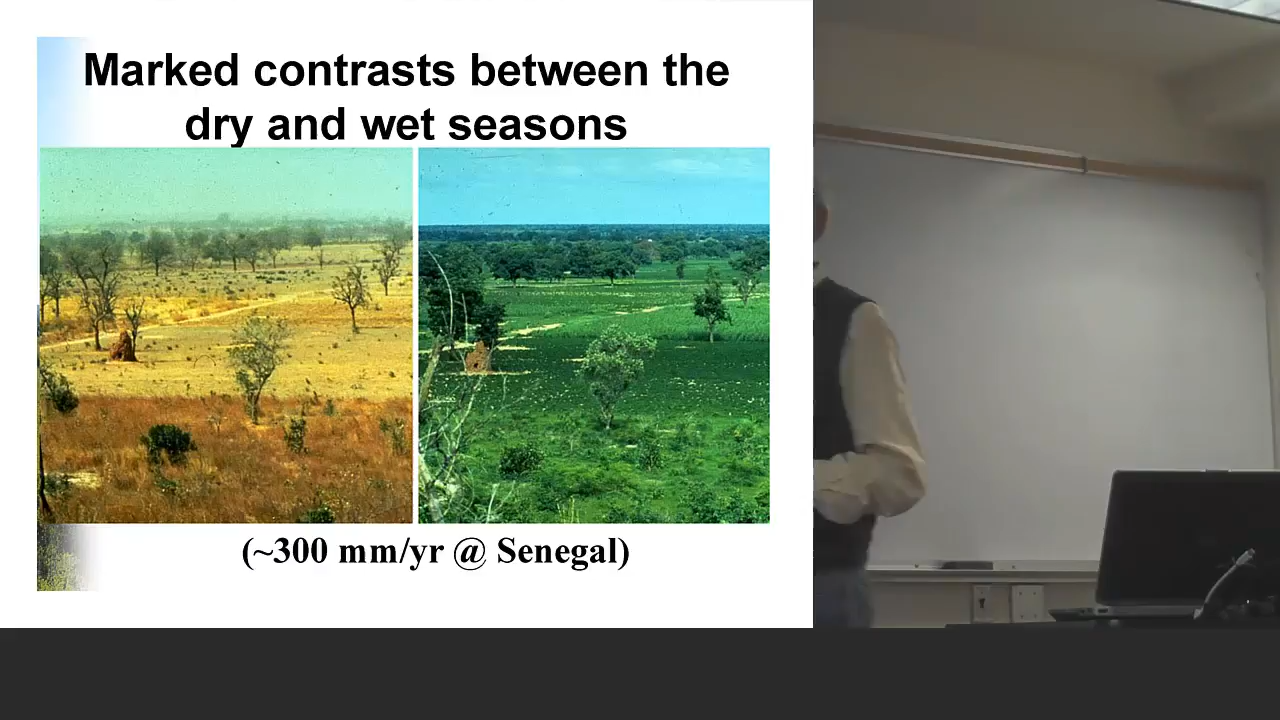 Marked contrasts between the
dry and wet seasons
(~300 mm/yr @ Senegal)